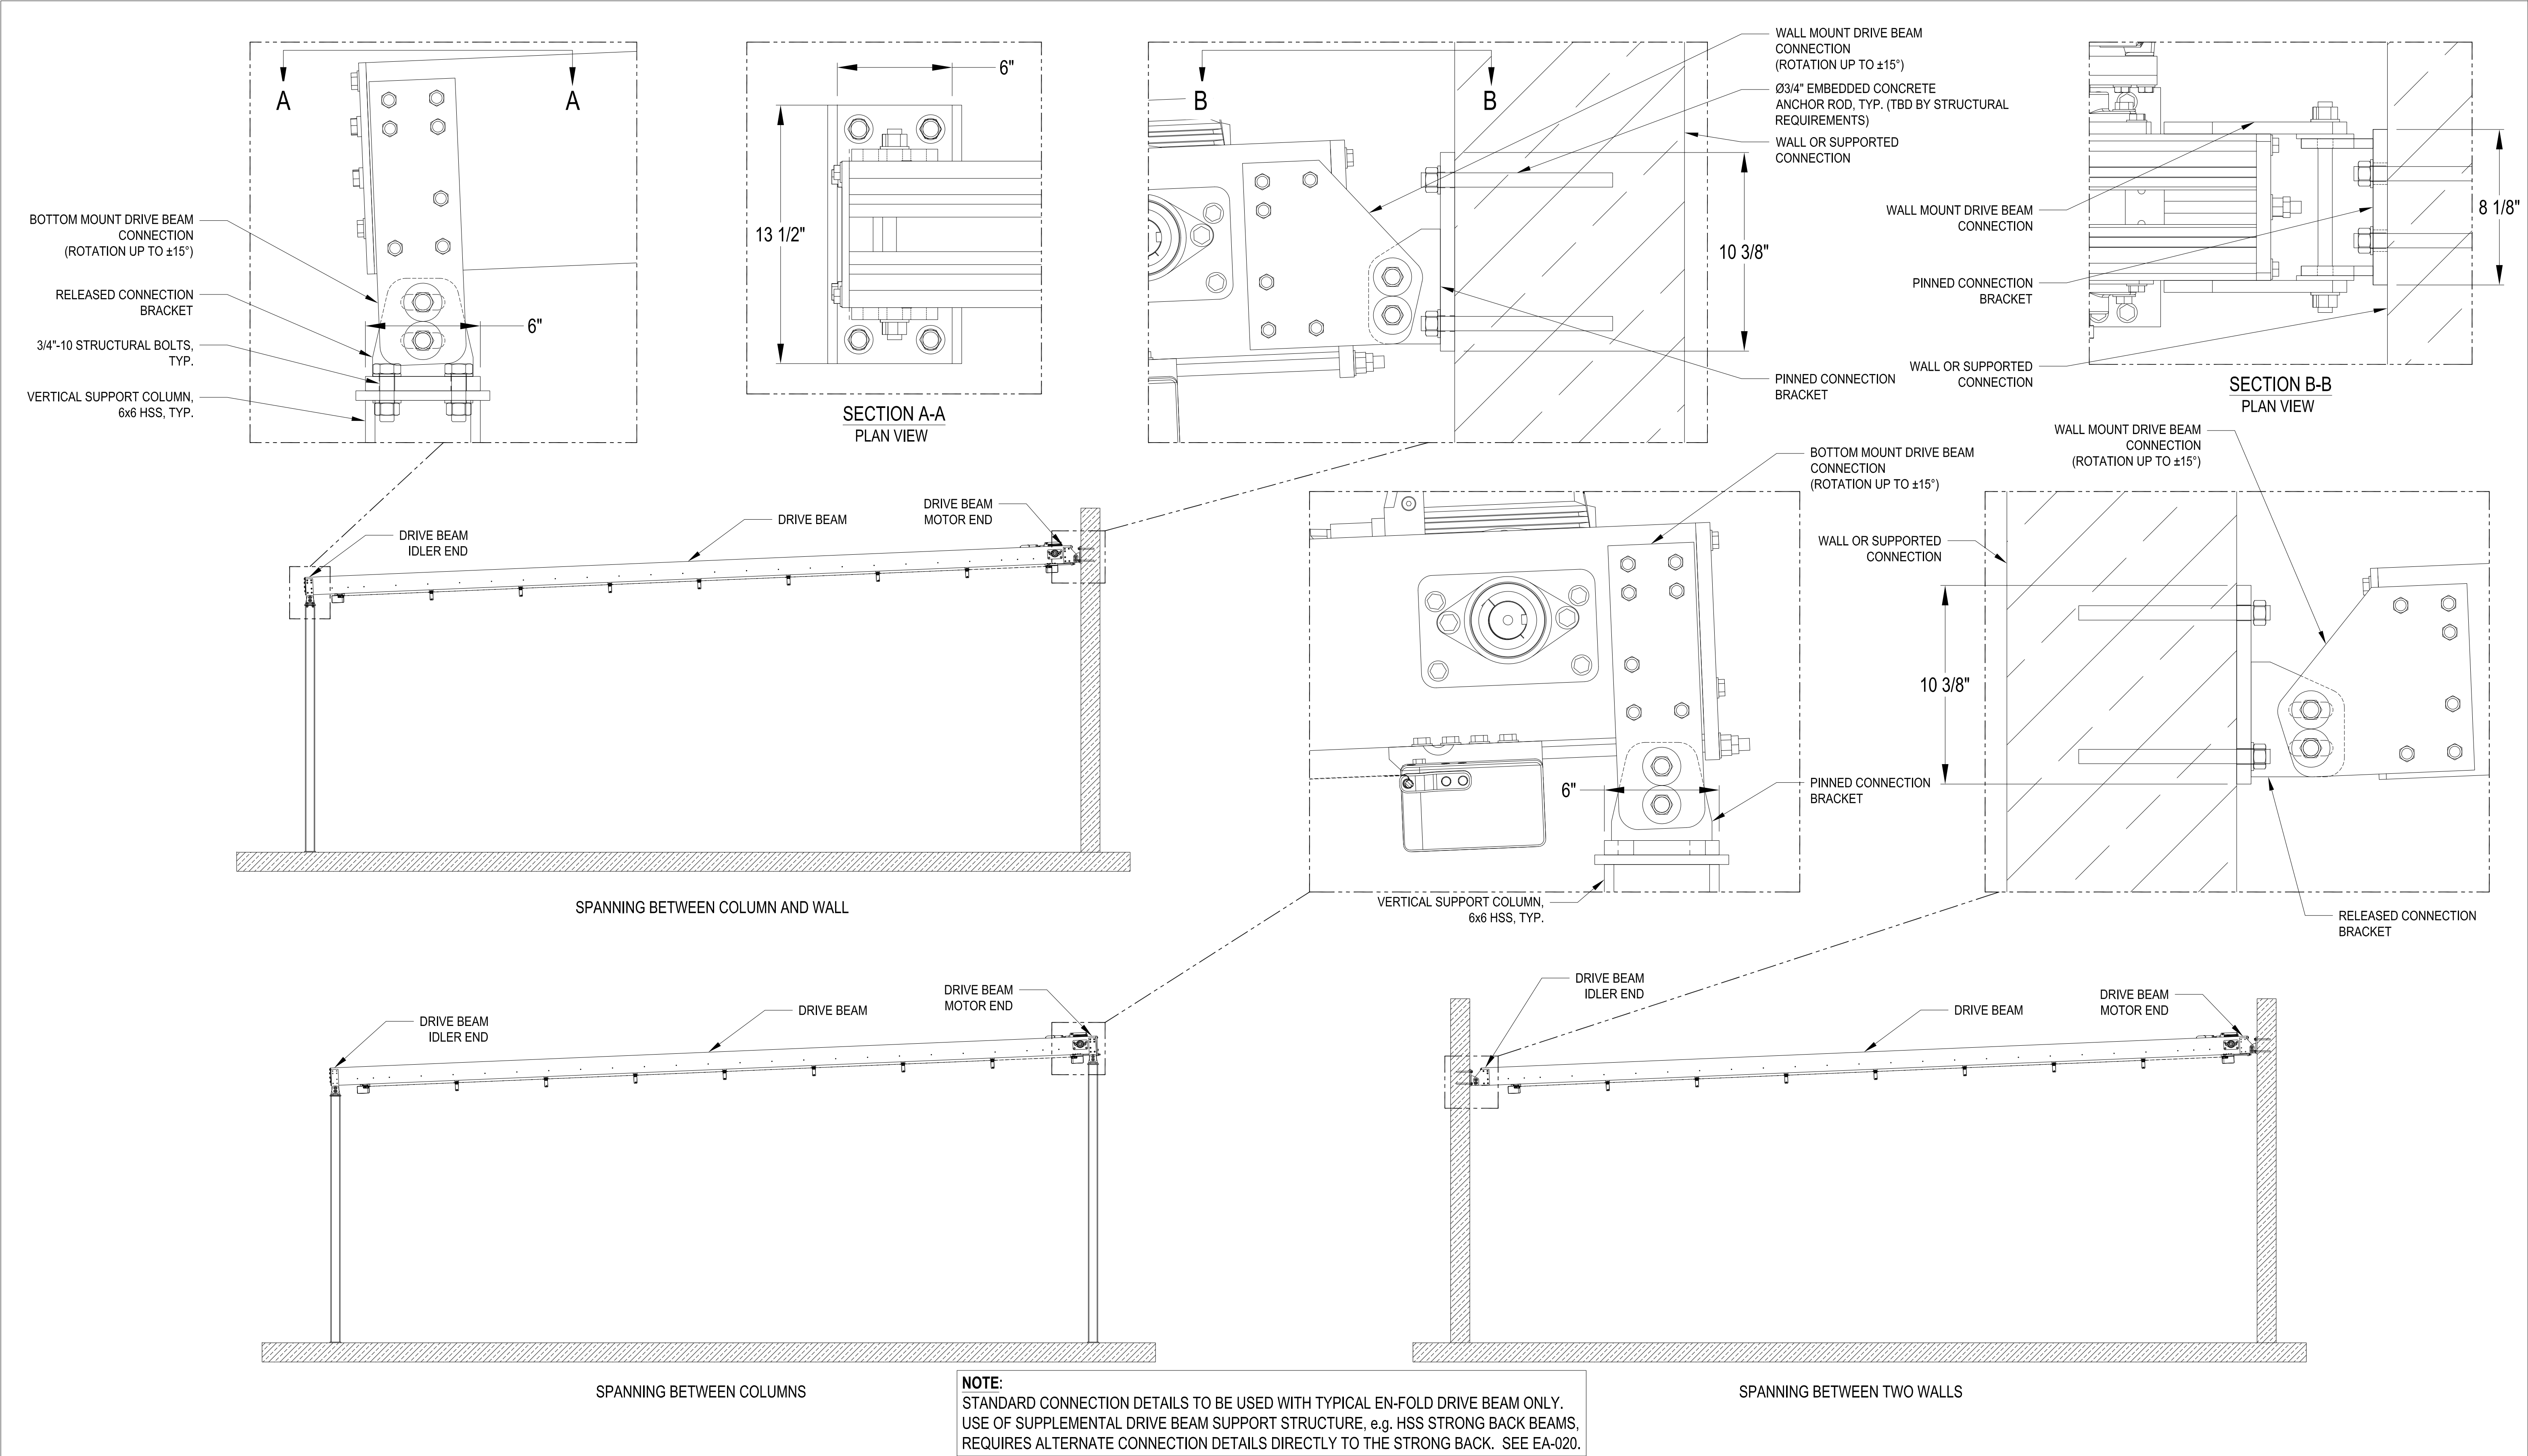 A
A
BOTTOM MOUNT DRIVE BEAM
CONNECTION
(ROTATION UP TO ±15°)
RELEASED CONNECTION
BRACKET
3/4"-10 STRUCTURAL BOLTS,
TYP.
VERTICAL SUPPORT COLUMN,
6x6 HSS, TYP.
6"
6"
13 1/2"
SECTION A-A
PLAN VIEW
B
B
WALL MOUNT DRIVE BEAM
CONNECTION
(ROTATION UP TO ±15°)
Ø3/4" EMBEDDED CONCRETE
ANCHOR ROD, TYP. (TBD BY STRUCTURAL
REQUIREMENTS)
WALL OR SUPPORTED
CONNECTION
10 3/8"
PINNED CONNECTION
BRACKET
WALL MOUNT DRIVE BEAM
CONNECTION
PINNED CONNECTION
BRACKET
WALL OR SUPPORTED
CONNECTION
8 1/8"
SECTION B-B
PLAN VIEW
DRIVE BEAM
IDLER END
DRIVE BEAM
DRIVE BEAM
MOTOR END
SPANNING BETWEEN COLUMN AND WALL
BOTTOM MOUNT DRIVE BEAM
CONNECTION
(ROTATION UP TO ±15°)
6"
PINNED CONNECTION
BRACKET
VERTICAL SUPPORT COLUMN,
6x6 HSS, TYP.
WALL MOUNT DRIVE BEAM
CONNECTION
(ROTATION UP TO ±15°)
WALL OR SUPPORTED
CONNECTION
10 3/8"
RELEASED CONNECTION
BRACKET
DRIVE BEAM
IDLER END
DRIVE BEAM
DRIVE BEAM
MOTOR END
SPANNING BETWEEN COLUMNS
DRIVE BEAM
IDLER END
DRIVE BEAM
DRIVE BEAM
MOTOR END
SPANNING BETWEEN TWO WALLS
NOTE:
STANDARD CONNECTION DETAILS TO BE USED WITH TYPICAL EN-FOLD DRIVE BEAM ONLY.
USE OF SUPPLEMENTAL DRIVE BEAM SUPPORT STRUCTURE, e.g. HSS STRONG BACK BEAMS,
REQUIRES ALTERNATE CONNECTION DETAILS DIRECTLY TO THE STRONG BACK. SEE EA-020.